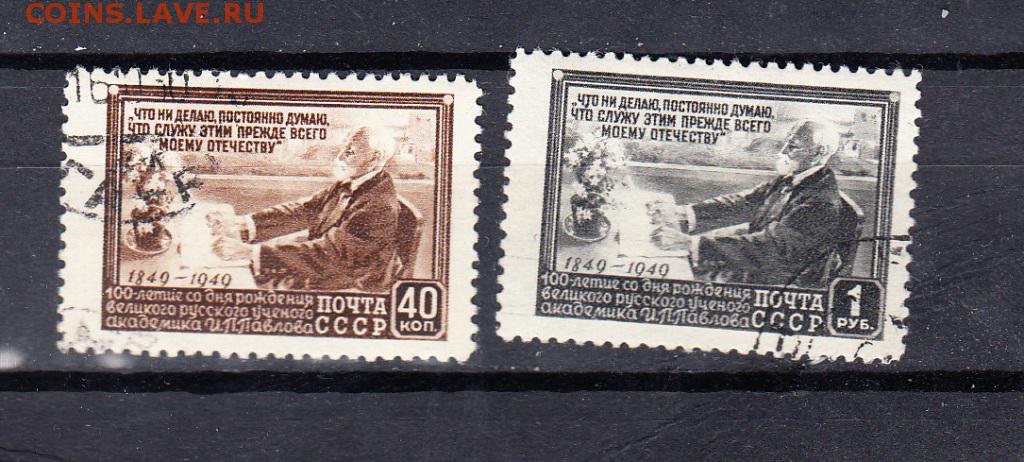 COINS.LAVE.RU
„ЧТО НИ ДЕЛАЮ, ПОСТОЯННО ДУМАЮ,
ЧТО СЛУЖУ ЭТИМ ПРЕЖДЕ ВСЕГО
МОЕМУ ОТЕЧЕСТВУ“
1849-1949
100-летие со дня рождения
великого русского ученого
академика И.П.Павлова
ПОЧТА
СССР
40
КОП.
„ЧТО НИ ДЕЛАЮ, ПОСТОЯННО ДУМАЮ,
ЧТО СЛУЖУ ЭТИМ ПРЕЖДЕ ВСЕГО
МОЕМУ ОТЕЧЕСТВУ“
1849-1949
100-летие со дня рождения
великого русского ученого
академика И.П.Павлова
ПОЧТА
СССР
1
РУБ.